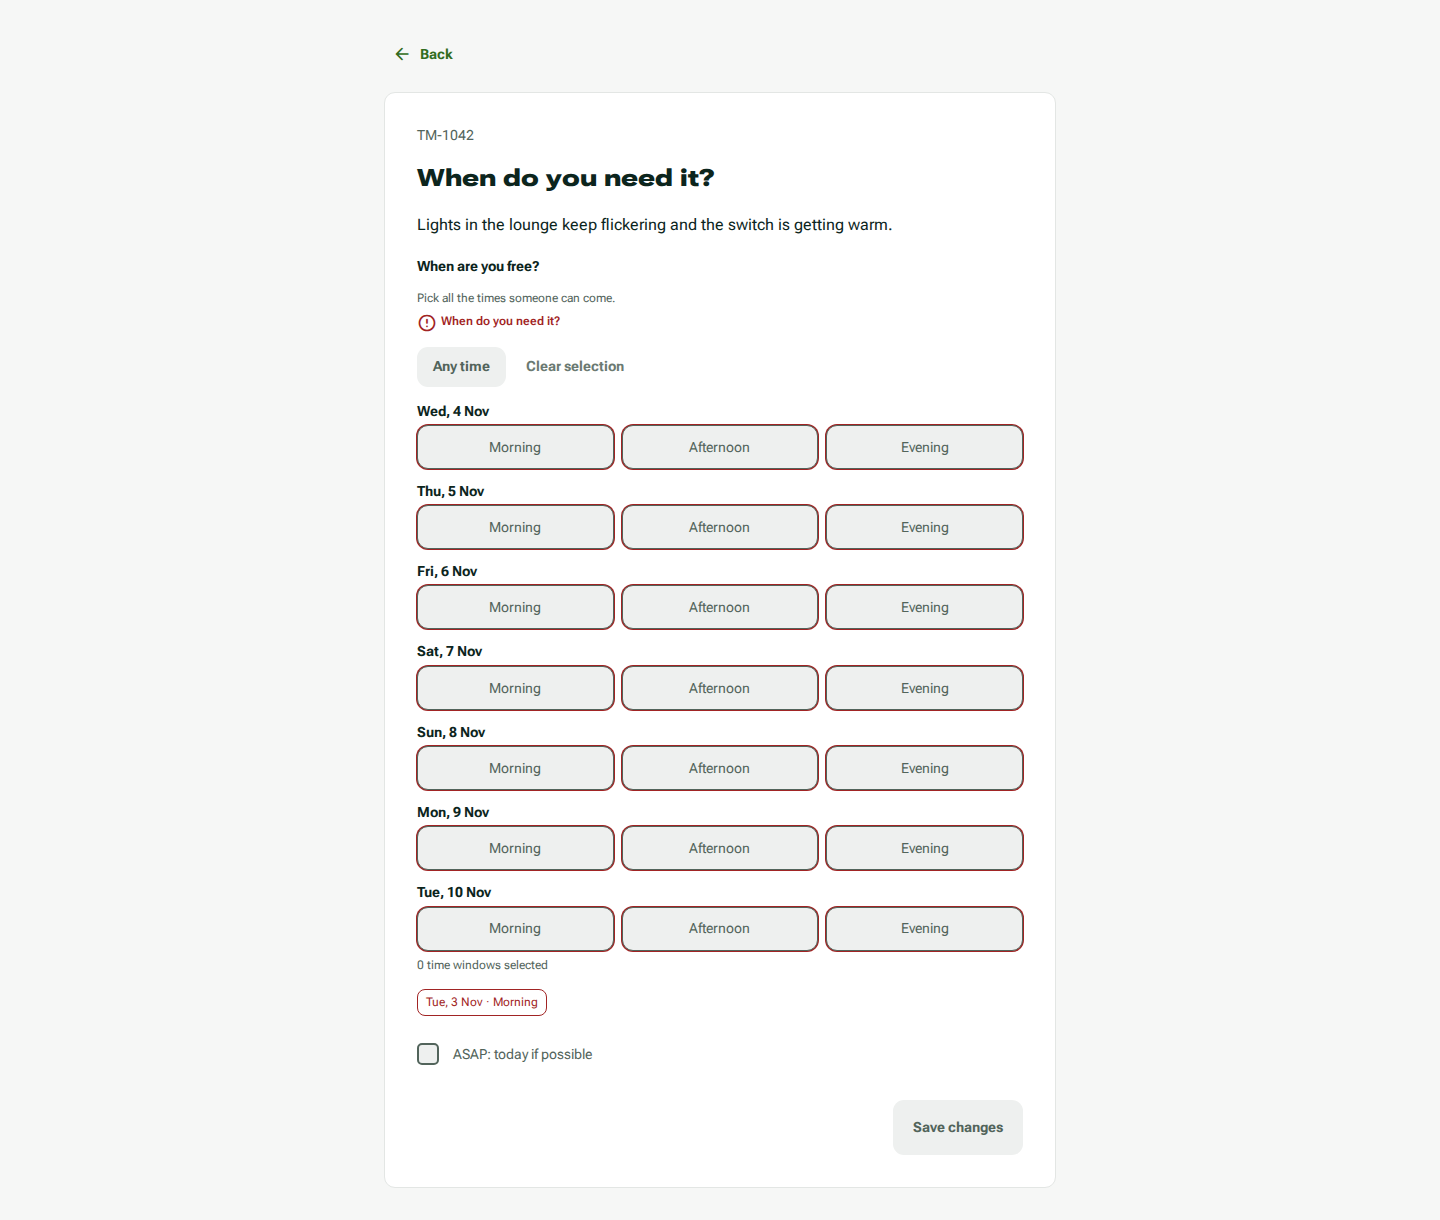 Back
TM-1042
When do you need it?
Lights in the lounge keep flickering and the switch is getting warm.
When are you free?
Pick all the times someone can come.
When do you need it?
Any time Clear selection
Wed, 4 Nov
Morning Afternoon Evening
Thu, 5 Nov
Morning Afternoon Evening
Fri, 6 Nov
Morning Afternoon Evening
Sat, 7 Nov
Morning Afternoon Evening
Sun, 8 Nov
Morning Afternoon Evening
Mon, 9 Nov
Morning Afternoon Evening
Tue, 10 Nov
Morning Afternoon Evening
0 time windows selected
Tue, 3 Nov · Morning
ASAP: today if possible
Save changes